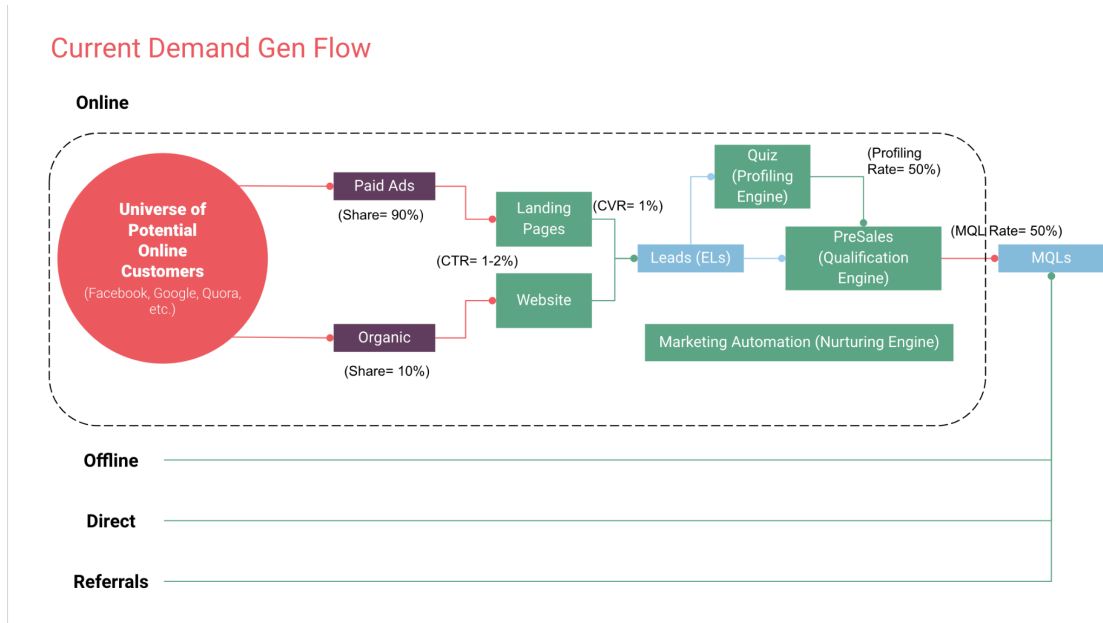 Current Demand Gen Flow
Online
Universe of
Potential
Online
Customers
(Facebook, Google, Quora,
etc.)
Paid Ads
(Share= 90%)
Organic
(Share= 10%)
Landing
Pages
(CTR= 1-2%)
Website
(CVR= 1%)
Leads (ELs)
Quiz
(Profiling
Engine)
(Profiling
Rate= 50%)
PreSales
(Qualification
Engine)
(MQL Rate= 50%)
MQLs
Marketing Automation (Nurturing Engine)
Offline
Direct
Referrals